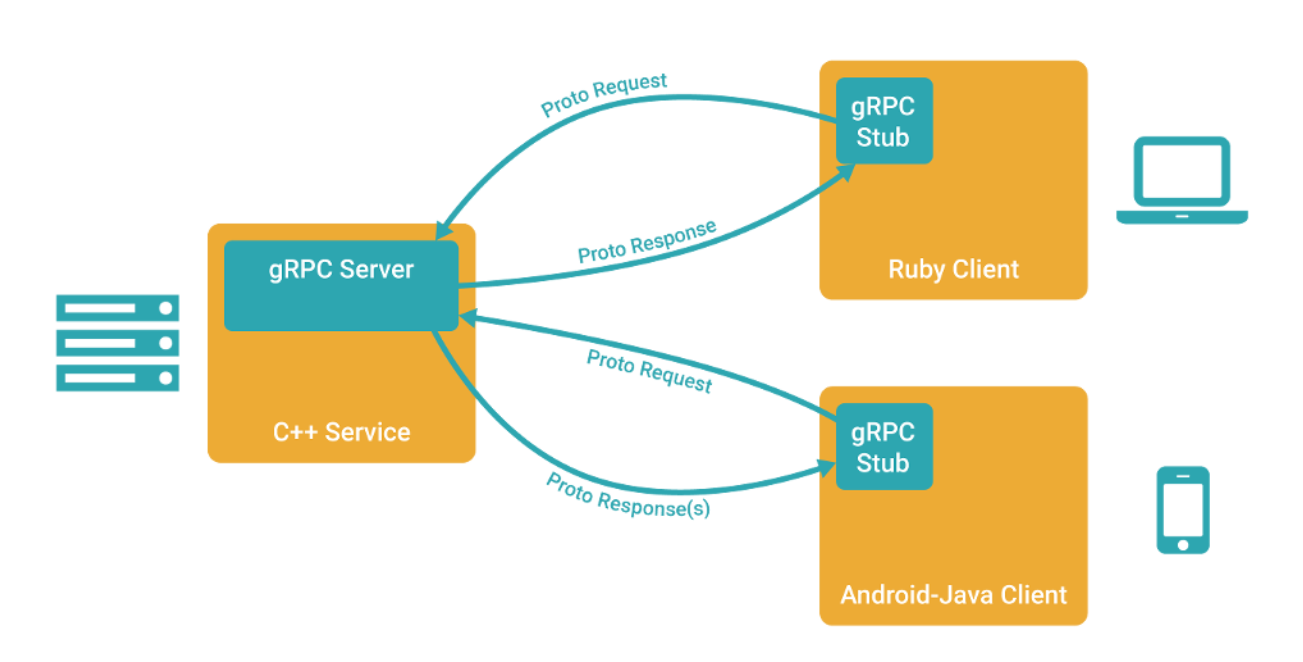 Proto Request
gRPC
Stub
Proto Response
Ruby Client
gRPC Server
C++ Service
Proto Request
gRPC
Stub
Proto Response(s)
Android-Java Client